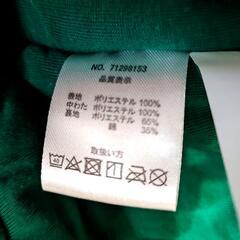 NO. 71298153
品質表示
表地 ポリエステル 100%
中わた ポリエステル 100%
裏地 ポリエステル 65%
綿 35%
取扱い方